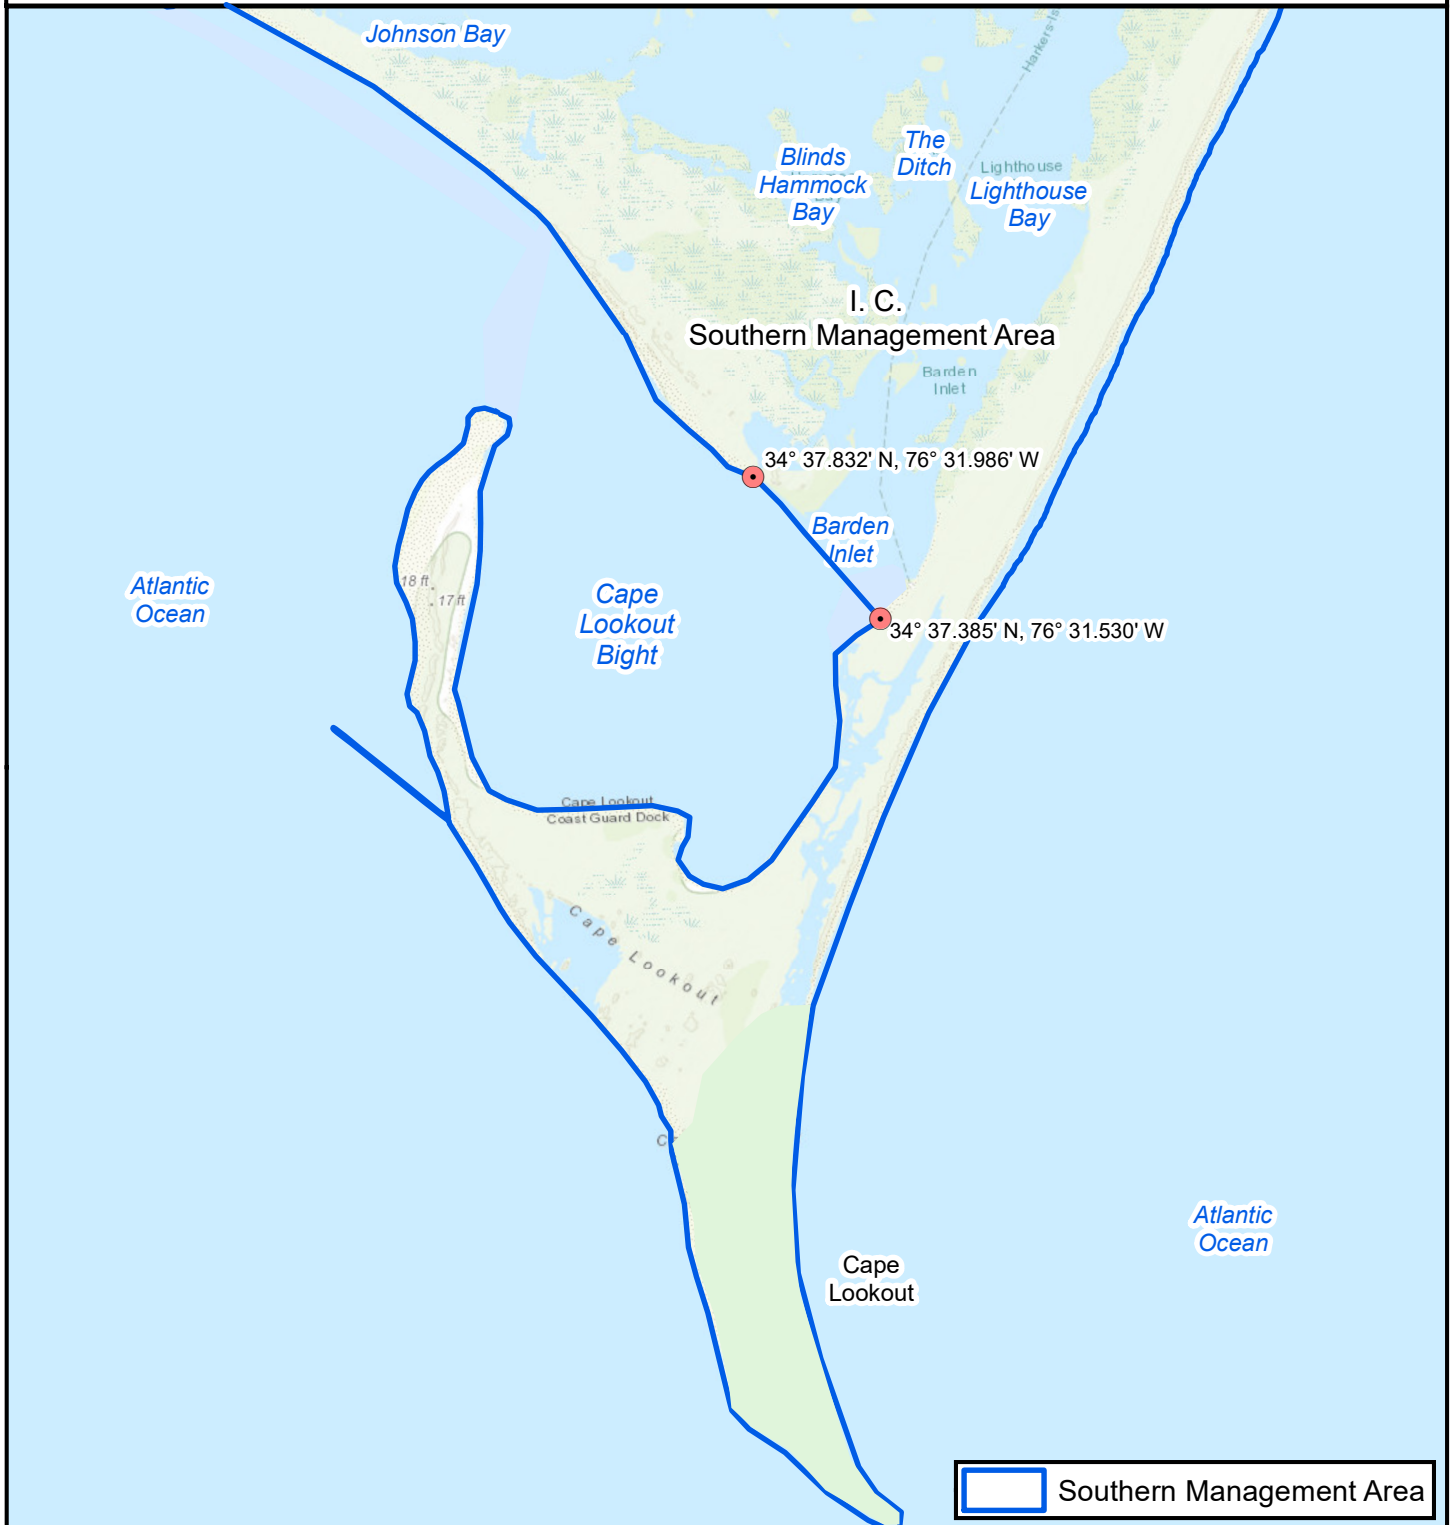 Johnson Bay
Harkers Is
The
Ditch
Blinds
Hammock
Bay
Lighthouse
Lighthouse
Bay
I. C.
Southern Management Area
Barden
Inlet
34° 37.832' N, 76° 31.986' W
Barden
Inlet
Atlantic
Ocean
18 ft
17 ft
Cape
Lookout
Bight
34° 37.385' N, 76° 31.530' W
Cape Lookout
Coast Guard Dock
Cape Lookout
Atlantic
Ocean
Cape
Lookout
Southern Management Area